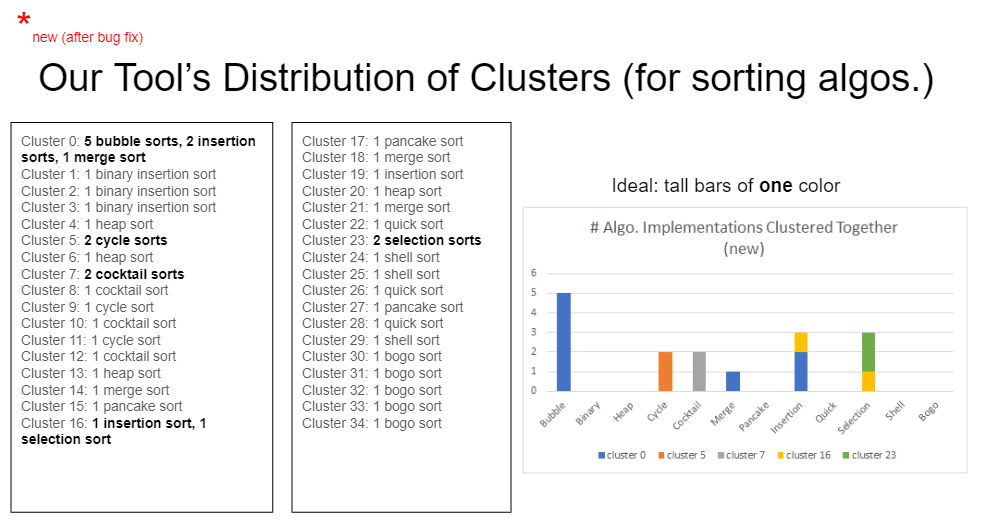 *
new (after bug fix)
Our Tool's Distribution of Clusters (for sorting algos.)
Cluster 0: 5 bubble sorts, 2 insertion
sorts, 1 merge sort
Cluster 1: 1 binary insertion sort
Cluster 2: 1 binary insertion sort
Cluster 3: 1 binary insertion sort
Cluster 4: 1 heap sort
Cluster 5: 2 cycle sorts
Cluster 6: 1 heap sort
Cluster 7: 2 cocktail sorts
Cluster 8: 1 cocktail sort
Cluster 9: 1 cycle sort
Cluster 10: 1 cocktail sort
Cluster 11: 1 cycle sort
Cluster 12: 1 cocktail sort
Cluster 13: 1 heap sort
Cluster 14: 1 merge sort
Cluster 15: 1 pancake sort
Cluster 16: 1 insertion sort, 1
selection sort
Cluster 17: 1 pancake sort
Cluster 18: 1 merge sort
Cluster 19: 1 insertion sort
Cluster 20: 1 heap sort
Cluster 21: 1 merge sort
Cluster 22: 1 quick sort
Cluster 23: 2 selection sorts
Cluster 24: 1 shell sort
Cluster 25: 1 shell sort
Cluster 26: 1 quick sort
Cluster 27: 1 pancake sort
Cluster 28: 1 quick sort
Cluster 29: 1 shell sort
Cluster 30: 1 bogo sort
Cluster 31: 1 bogo sort
Cluster 32: 1 bogo sort
Cluster 33: 1 bogo sort
Cluster 34: 1 bogo sort
Ideal: tall bars of one color
# Algo. Implementations Clustered Together
(new)
6
5
4
3
2
1
0
Bubble
Binary
Heap
Cycle
Cocktail
Merge
Pancake
Insertion
Quick
Selection
Shell
Bogo
cluster 0 cluster 5 cluster 7 cluster 16 cluster 23